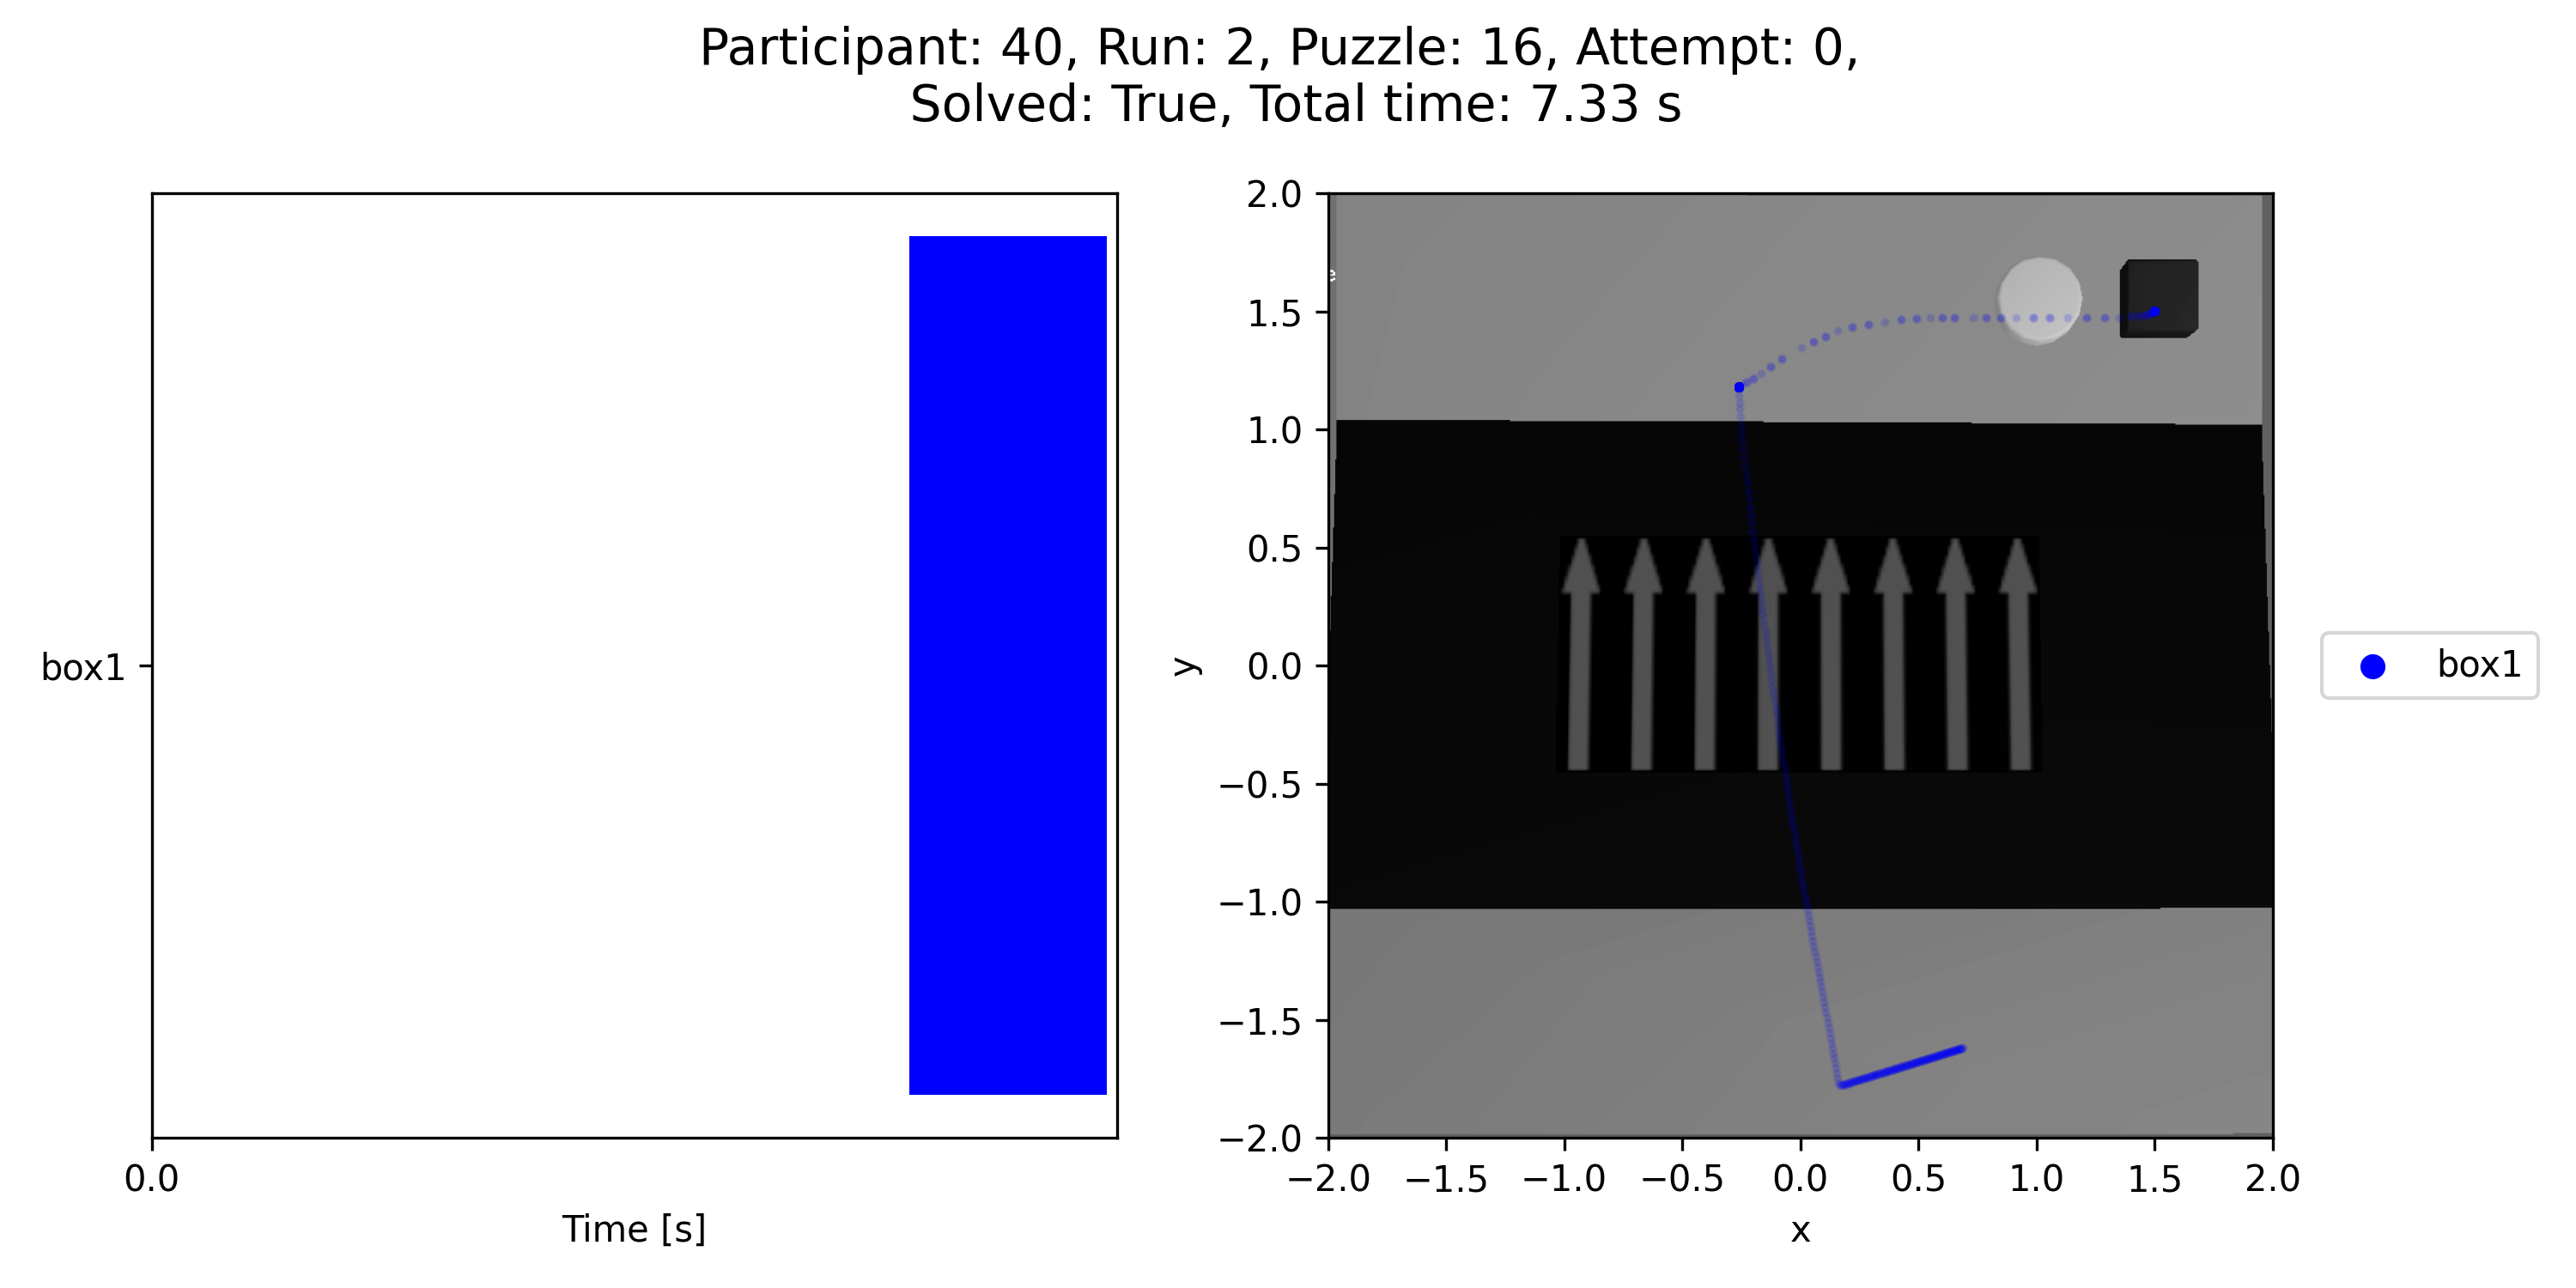 Participant: 40, Run: 2, Puzzle: 16, Attempt: 0,
Solved: True, Total time: 7.33 s
box1
0.0
Time [s]
2.0
1.5
1.0
0.5
0.0
−0.5
−1.0
−1.5
−2.0
y
e
−2.0 −1.5 −1.0 −0.5 0.0 0.5 1.0 1.5 2.0
x
box1